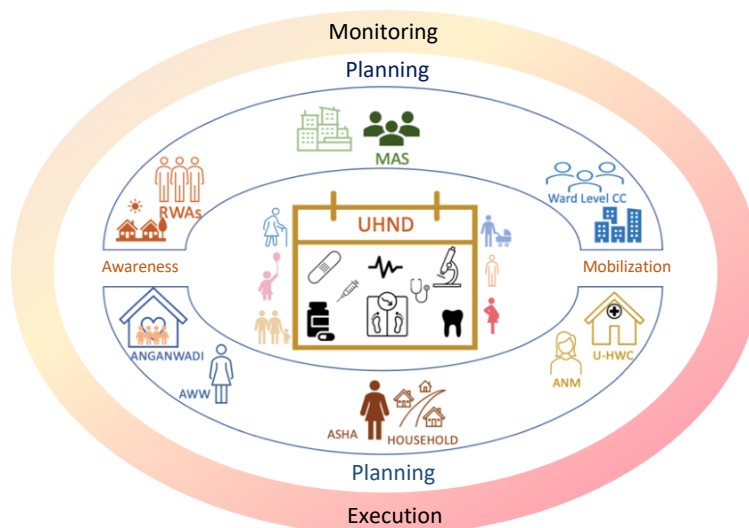 Monitoring
Planning
MAS
RWAs
Ward Level CC
UHND
Awareness
Mobilization
ANGANWADI
U-HWC
AWW
ANM
ASHA
HOUSEHOLD
Planning
Execution